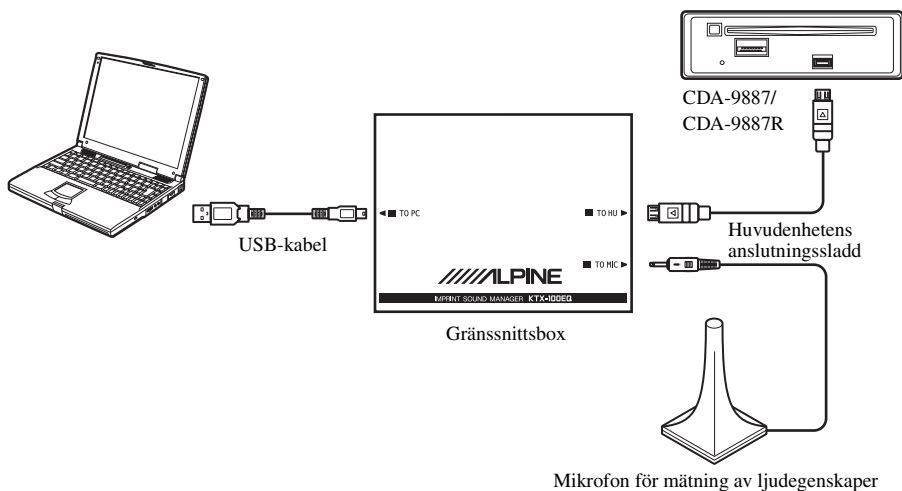 CDA-9887/
CDA-9887R
TO PC
TO HU
USB-kabel
Huvudenhetens
anslutningssladd
TO MIC
ALPINE
IMPRINT SOUND MANAGER KTX-100EQ
Gränssnittsbox
Mikrofon för mätning av ljudegenskaper